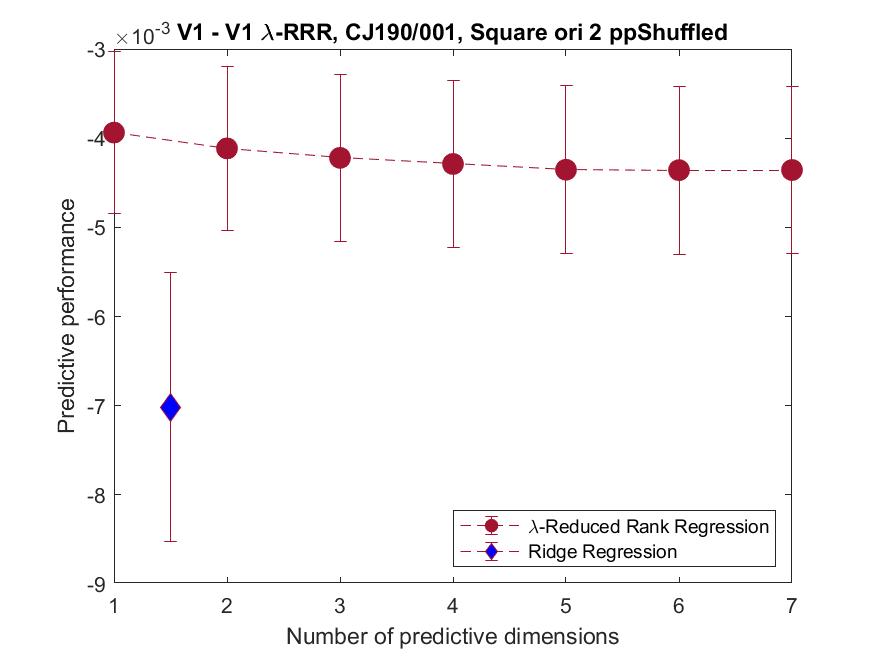 ×10⁻³ V1 - V1 λ-RRR, CJ190/001, Square ori 2 ppShuffled
-3
-4
-5
-6
-7
-8
-9
Predictive performance
λ-Reduced Rank Regression
Ridge Regression
1 2 3 4 5 6 7
Number of predictive dimensions